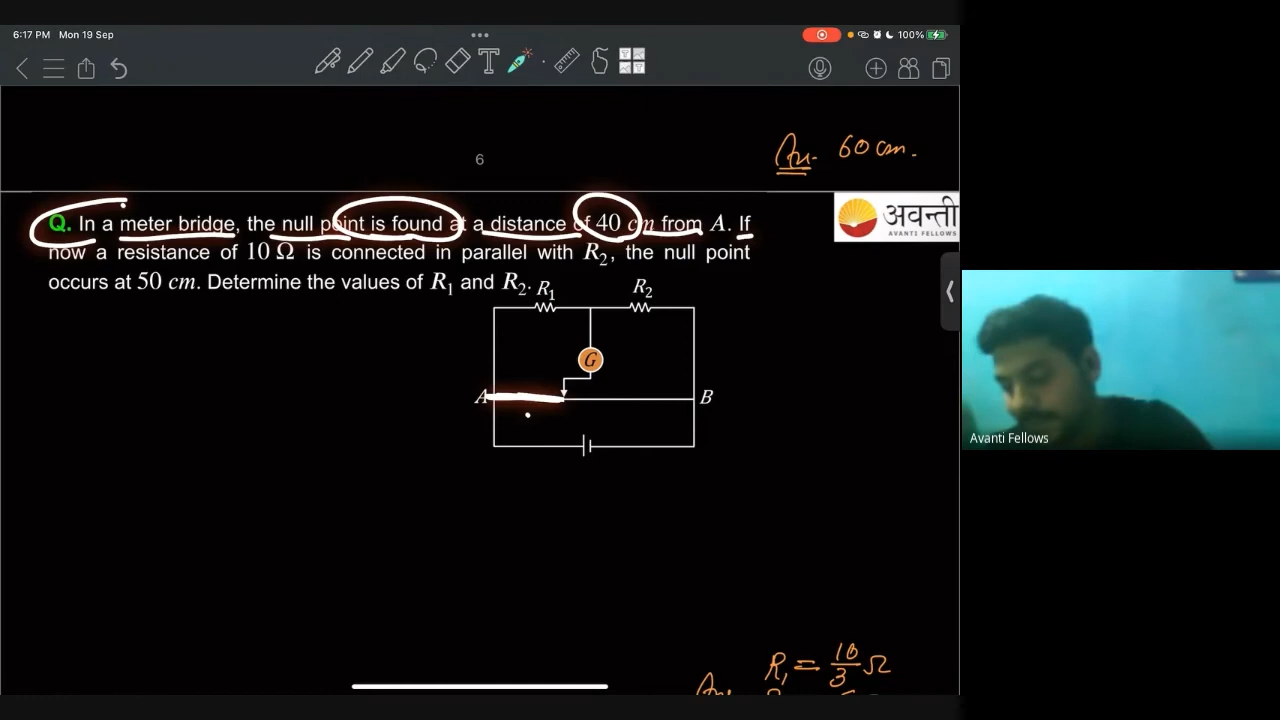 6:17 PM Mon 19 Sep
100%
6
Ans. 60 cm.
Q. In a meter bridge, the null point is found at a distance of 40 cm from A. If
now a resistance of 10 Ω is connected in parallel with R₂, the null point
occurs at 50 cm. Determine the values of R₁ and R₂.
अवन्ती
AVANTI FELLOWS
R₁
R₂
G
A
B
Avanti Fellows
R₁ = 10/3 Ω